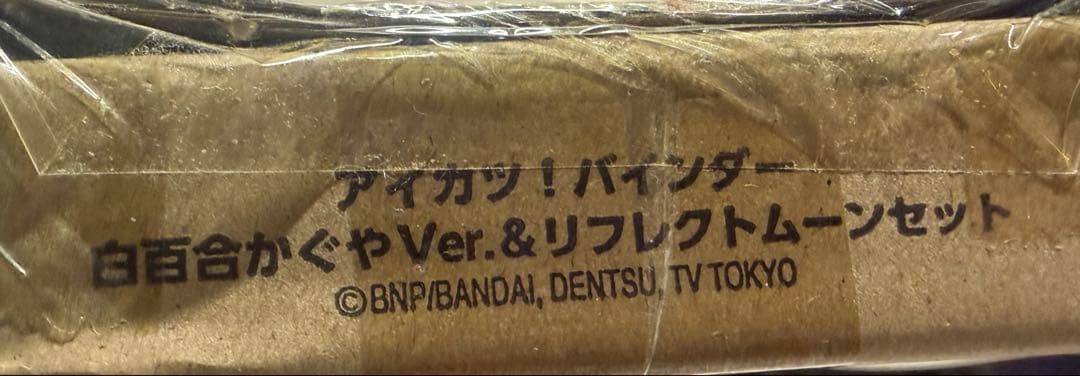 アイカツ！バインダー
白百合かぐやVer.&リフレクトムーンセット
©BNP/BANDAI, DENTSU, TV TOKYO